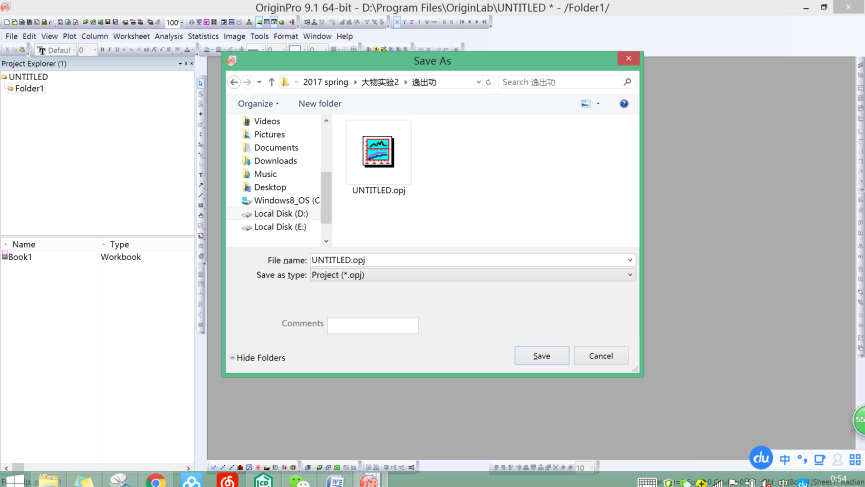 OriginPro 9.1 64-bit - D:\Program Files\OriginLab\UNTITLED * - /Folder1/
File Edit View Plot Column Worksheet Analysis Statistics Image Tools Format Window Help
Project Explorer (1)
UNTITLED
Folder1
Name Type
Book1 Workbook
Save As
2017 spring 大物实验2 逸出功
Search 逸出功
Organize New folder
Videos
Pictures
Documents
Downloads
Music
Desktop
Windows8_OS (C
Local Disk (D:)
Local Disk (E:)
UNTITLED.opj
File name: UNTITLED.opj
Save as type: Project (*.opj)
Comments
Hide Folders
Save Cancel